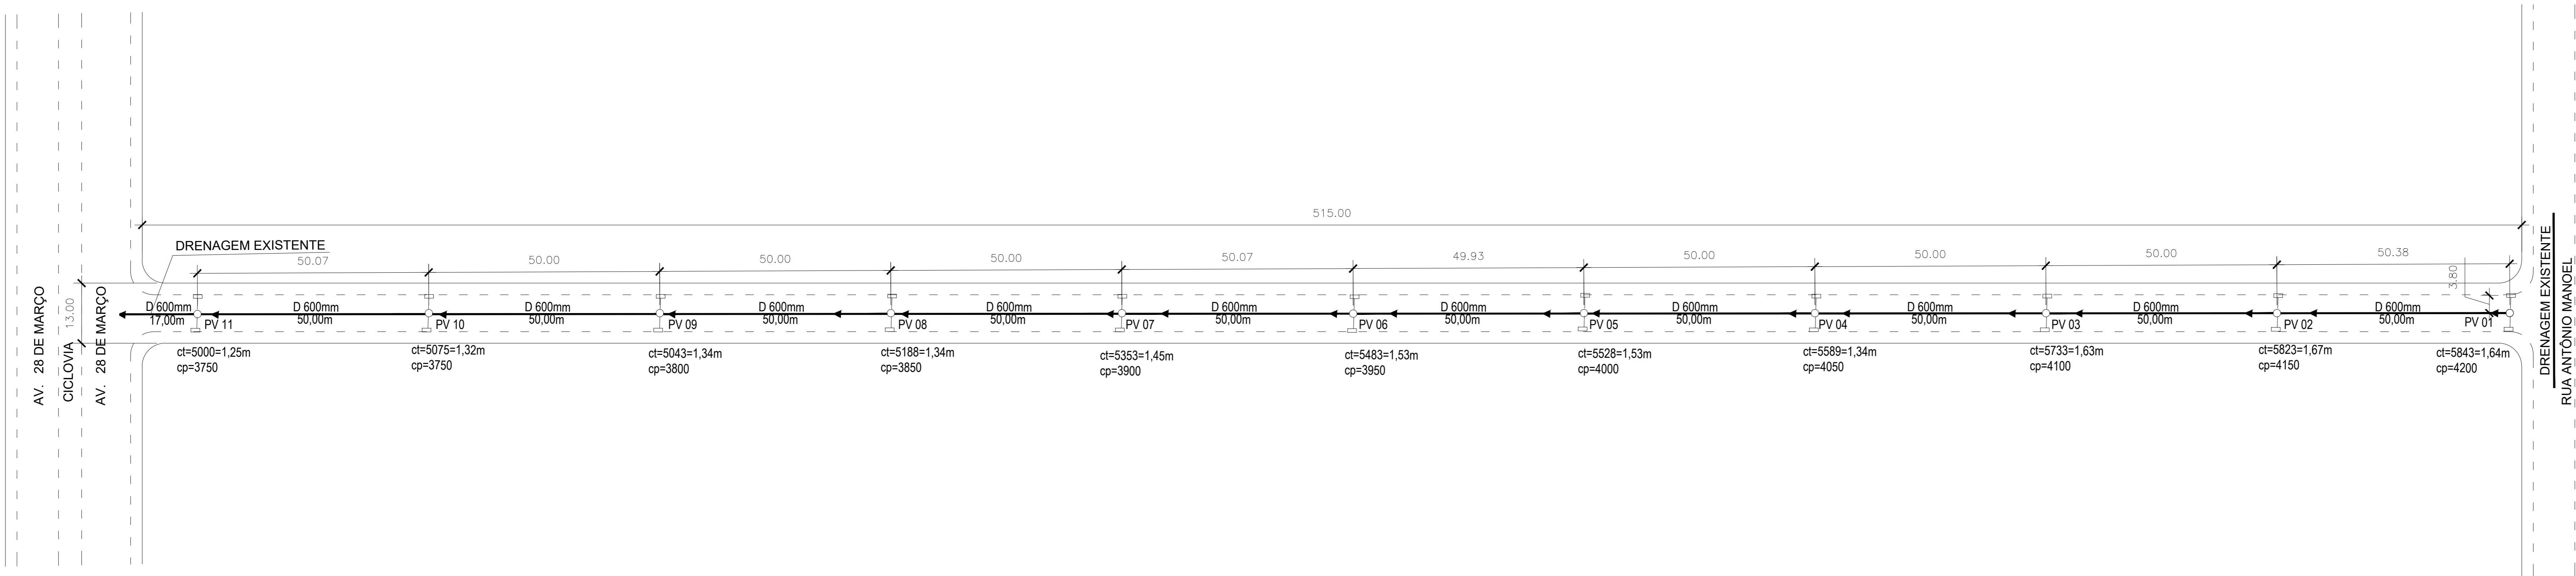 515.00
DRENAGEM EXISTENTE
50.07
50.00
50.00
50.00
50.07
49.93
50.00
50.00
50.00
50.38
3.80
13.00
AV. 28 DE MARÇO
CICLOVIA
AV. 28 DE MARÇO
D 600mm
17,00m
PV 11
D 600mm
50,00m
PV 10
D 600mm
50,00m
PV 09
D 600mm
50,00m
PV 08
D 600mm
50,00m
PV 07
D 600mm
50,00m
PV 06
D 600mm
50,00m
PV 05
D 600mm
50,00m
PV 04
D 600mm
50,00m
PV 03
D 600mm
50,00m
PV 02
D 600mm
50,00m
PV 01
ct=5000=1,25m
cp=3750
ct=5075=1,32m
cp=3750
ct=5043=1,34m
cp=3800
ct=5188=1,34m
cp=3850
ct=5353=1,45m
cp=3900
ct=5483=1,53m
cp=3950
ct=5528=1,53m
cp=4000
ct=5589=1,34m
cp=4050
ct=5733=1,63m
cp=4100
ct=5823=1,67m
cp=4150
ct=5843=1,64m
cp=4200
DRENAGEM EXISTENTE
RUA ANTÔNIO MANOEL